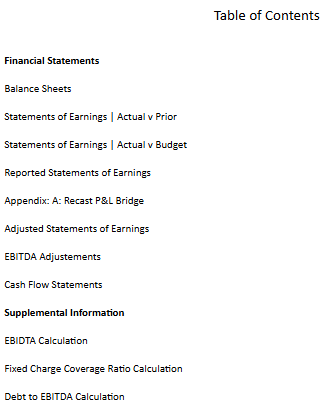 Table of Contents
Financial Statements
Balance Sheets
Statements of Earnings | Actual v Prior
Statements of Earnings | Actual v Budget
Reported Statements of Earnings
Appendix: A: Recast P&L Bridge
Adjusted Statements of Earnings
EBITDA Adjustements
Cash Flow Statements
Supplemental Information
EBIDTA Calculation
Fixed Charge Coverage Ratio Calculation
Debt to EBITDA Calculation